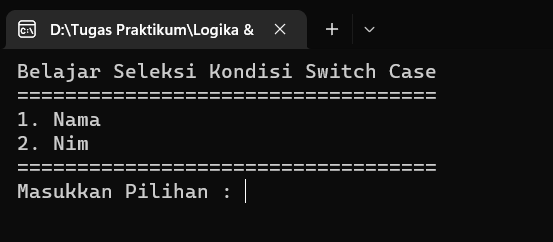 D:\Tugas Praktikum\Logika &
Belajar Seleksi Kondisi Switch Case
===================================
1. Nama
2. Nim
===================================
Masukkan Pilihan :